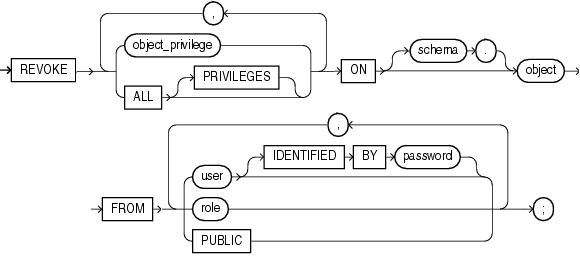 ,
REVOKE object_privilege ALL PRIVILEGES ON schema . object
,
FROM user IDENTIFIED BY password role PUBLIC ;